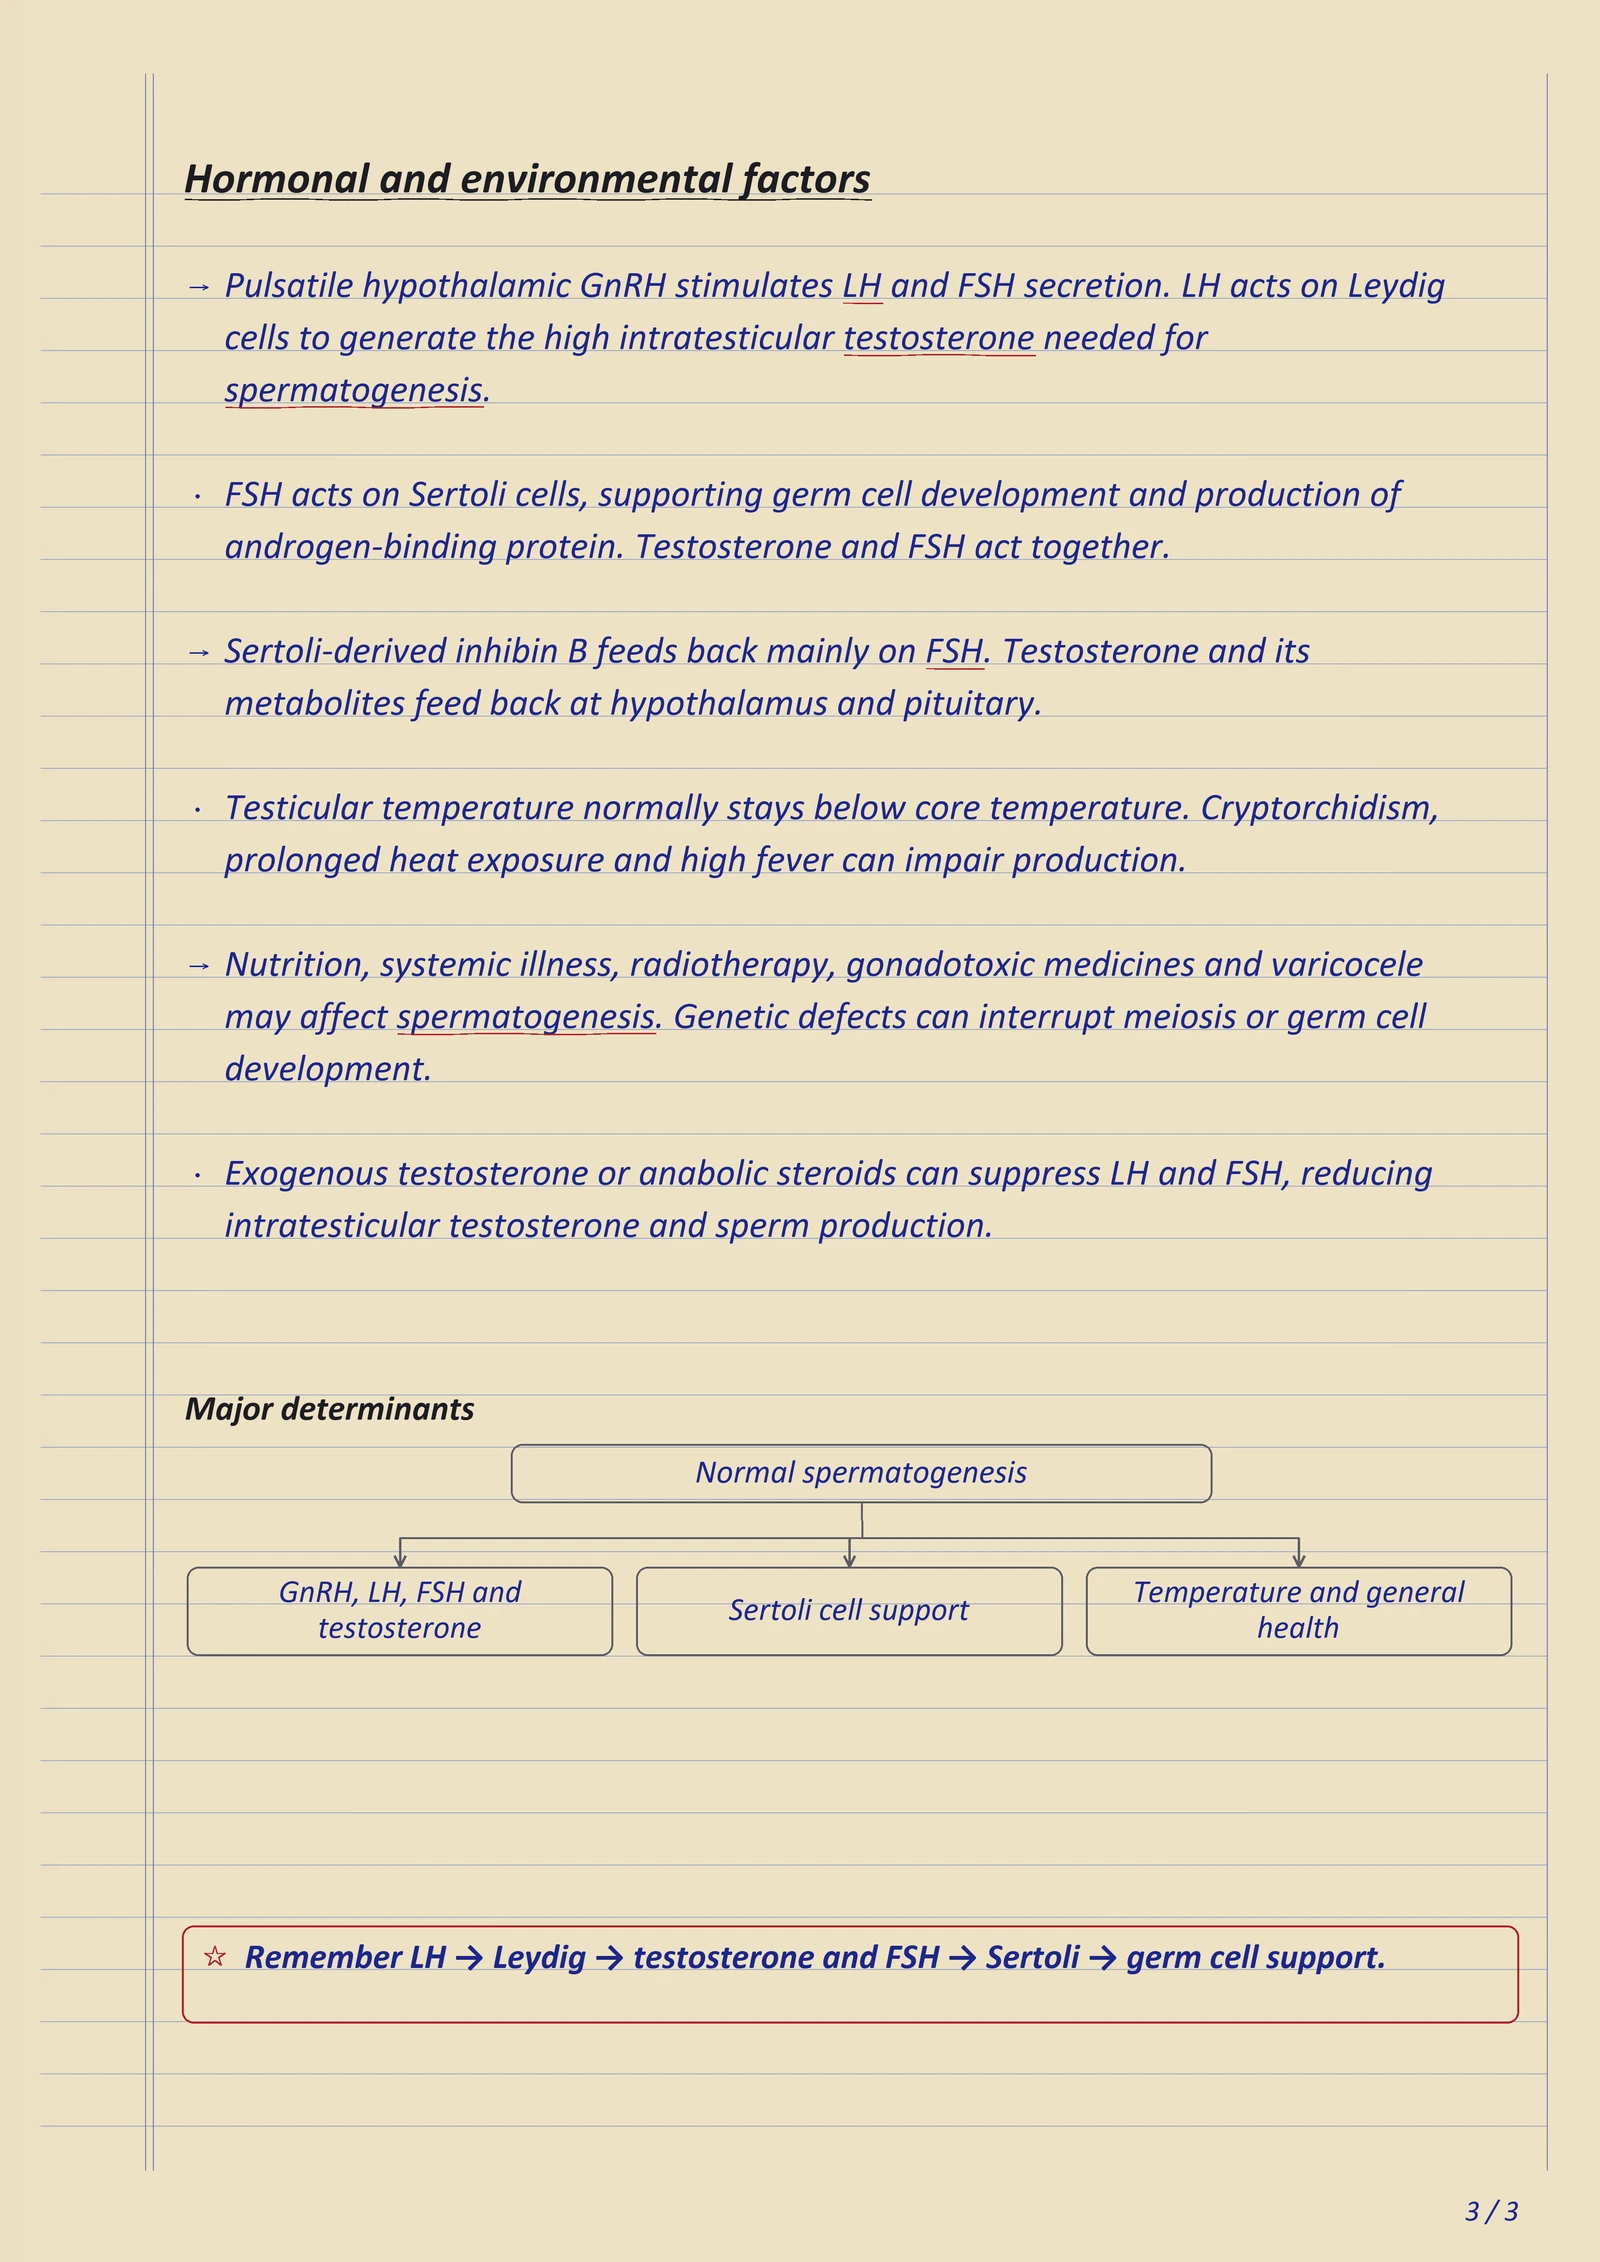 Hormonal and environmental factors
→ Pulsatile hypothalamic GnRH stimulates LH and FSH secretion. LH acts on Leydig
cells to generate the high intratesticular testosterone needed for
spermatogenesis.
· FSH acts on Sertoli cells, supporting germ cell development and production of
androgen-binding protein. Testosterone and FSH act together.
→ Sertoli-derived inhibin B feeds back mainly on FSH. Testosterone and its
metabolites feed back at hypothalamus and pituitary.
· Testicular temperature normally stays below core temperature. Cryptorchidism,
prolonged heat exposure and high fever can impair production.
→ Nutrition, systemic illness, radiotherapy, gonadotoxic medicines and varicocele
may affect spermatogenesis. Genetic defects can interrupt meiosis or germ cell
development.
· Exogenous testosterone or anabolic steroids can suppress LH and FSH, reducing
intratesticular testosterone and sperm production.
Major determinants
Normal spermatogenesis
GnRH, LH, FSH and
testosterone
Sertoli cell support
Temperature and general
health
☆ Remember LH → Leydig → testosterone and FSH → Sertoli → germ cell support.
3 / 3